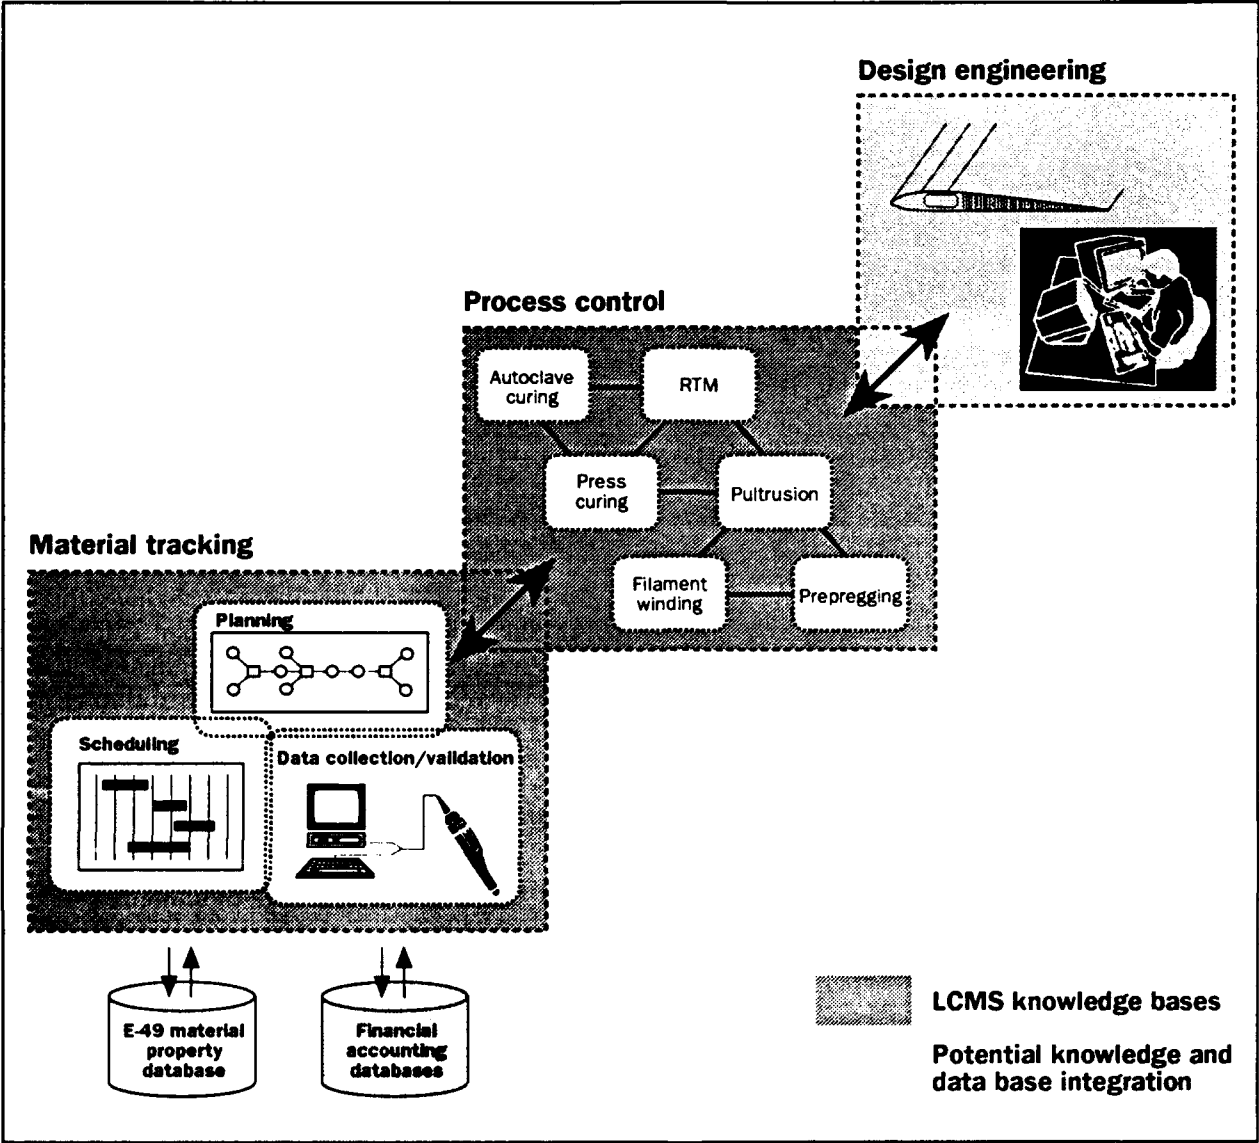 Design engineering
Process control
Autoclave
curing
RTM
Press
curing
Pultrusion
Filament
winding
Prepregging
Material tracking
Planning
Scheduling
Data collection/validation
E-49 material
property
database
Financial
accounting
databases
LCMS knowledge bases
Potential knowledge and
data base integration